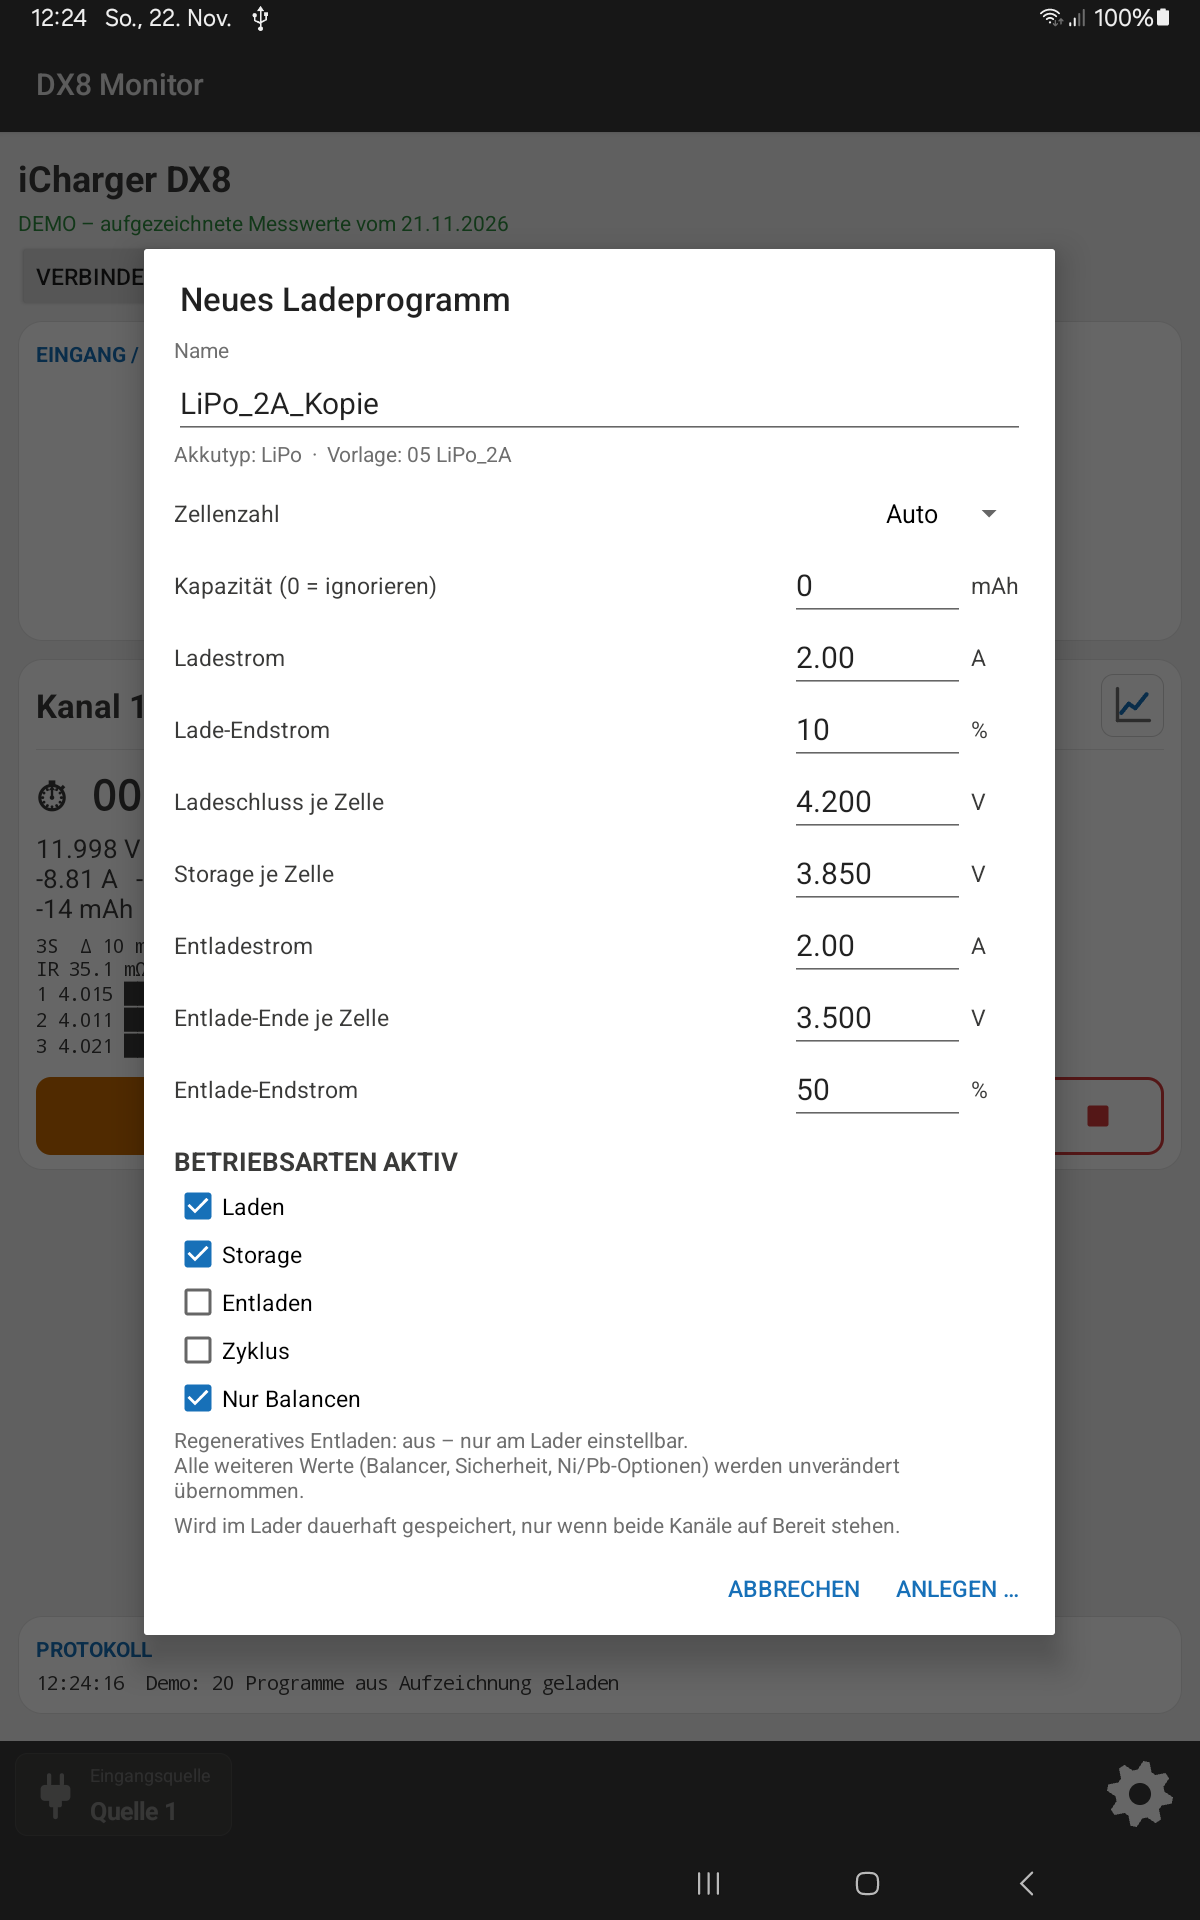 12:24 So., 22. Nov. 100%
DX8 Monitor
iCharger DX8
DEMO – aufgezeichnete Messwerte vom 21.11.2026
EINGANG /
Kanal 1
00
11.998 V
-8.81 A -
-14 mAh
3S Δ 10
IR 35.1 mΩ
1 4.015
2 4.011
3 4.021
Neues Ladeprogramm
Name
LiPo_2A_Kopie
Akkutyp: LiPo · Vorlage: 05 LiPo_2A
Zellenzahl Auto
Kapazität (0 = ignorieren) 0 mAh
Ladestrom 2.00 A
Lade-Endstrom 10 %
Ladeschluss je Zelle 4.200 V
Storage je Zelle 3.850 V
Entladestrom 2.00 A
Entlade-Ende je Zelle 3.500 V
Entlade-Endstrom 50 %
BETRIEBSARTEN AKTIV
Laden
Storage
Entladen
Zyklus
Nur Balancen
Regeneratives Entladen: aus – nur am Lader einstellbar.
Alle weiteren Werte (Balancer, Sicherheit, Ni/Pb-Optionen) werden unverändert
übernommen.
Wird im Lader dauerhaft gespeichert, nur wenn beide Kanäle auf Bereit stehen.
ABBRECHEN ANLEGEN ...
PROTOKOLL
12:24:16 Demo: 20 Programme aus Aufzeichnung geladen
Eingangsquelle
Quelle 1